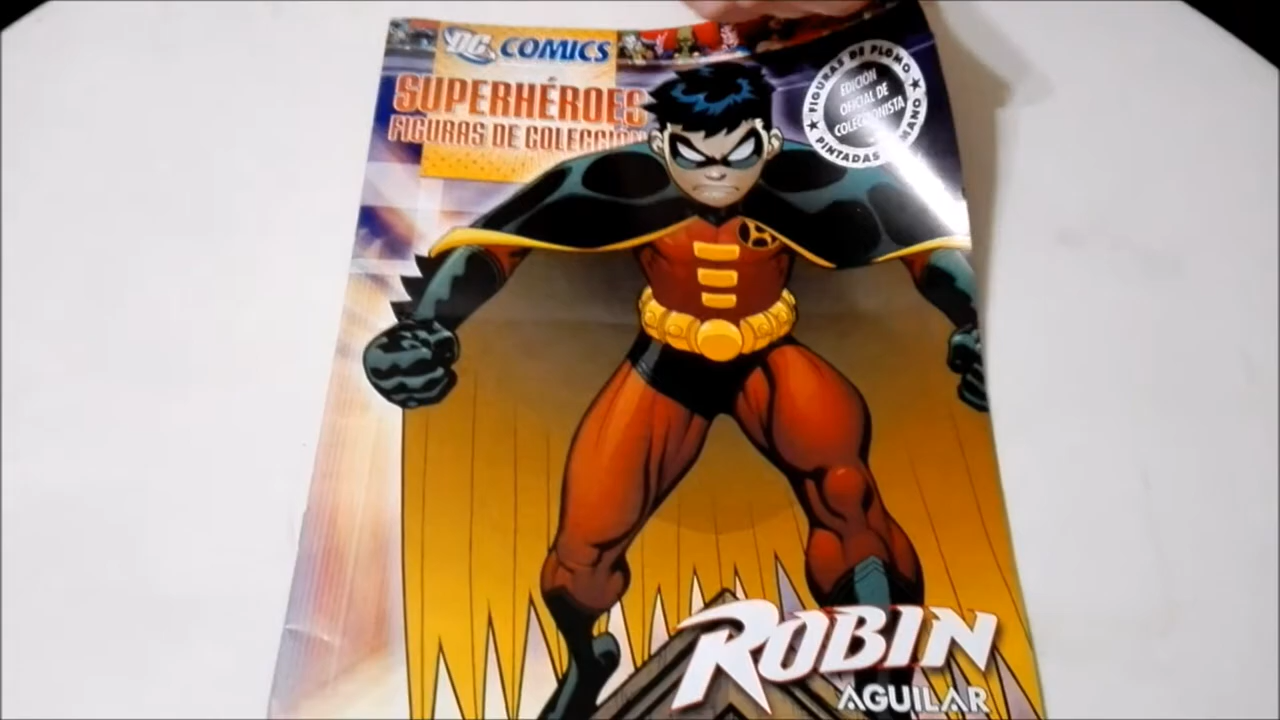 DC COMICS
SUPERHÉROES
FIGURAS DE COLECCIÓN
FIGURAS DE PLOMO
EDICIÓN
OFICIAL DE
COLECCIONISTA
PINTADAS A MANO
ROBIN
AGUILAR